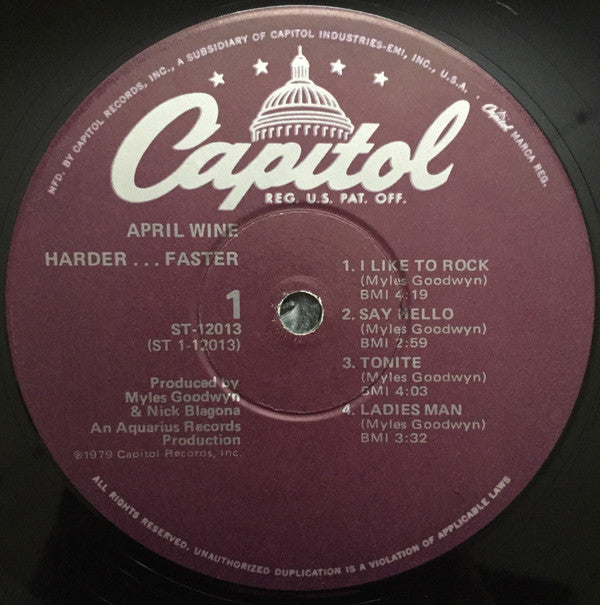 MFD. BY CAPITOL RECORDS, INC., A SUBSIDIARY OF CAPITOL INDUSTRIES-EMI, INC., U.S.A.
Capitol MARCA REG.
Capitol
REG. U.S. PAT. OFF.
APRIL WINE
HARDER ... FASTER
1
ST-12013
(ST 1-12013)
Produced by
Myles Goodwyn
& Nick Blagona
An Aquarius Records
Production
℗1979 Capitol Records, Inc.
1. I LIKE TO ROCK
(Myles Goodwyn)
BMI 4:19
2. SAY HELLO
(Myles Goodwyn)
BMI 2:59
3. TONITE
(Myles Goodwyn)
BMI 4:03
4. LADIES MAN
(Myles Goodwyn)
BMI 3:32
ALL RIGHTS RESERVED. UNAUTHORIZED DUPLICATION IS A VIOLATION OF APPLICABLE LAWS